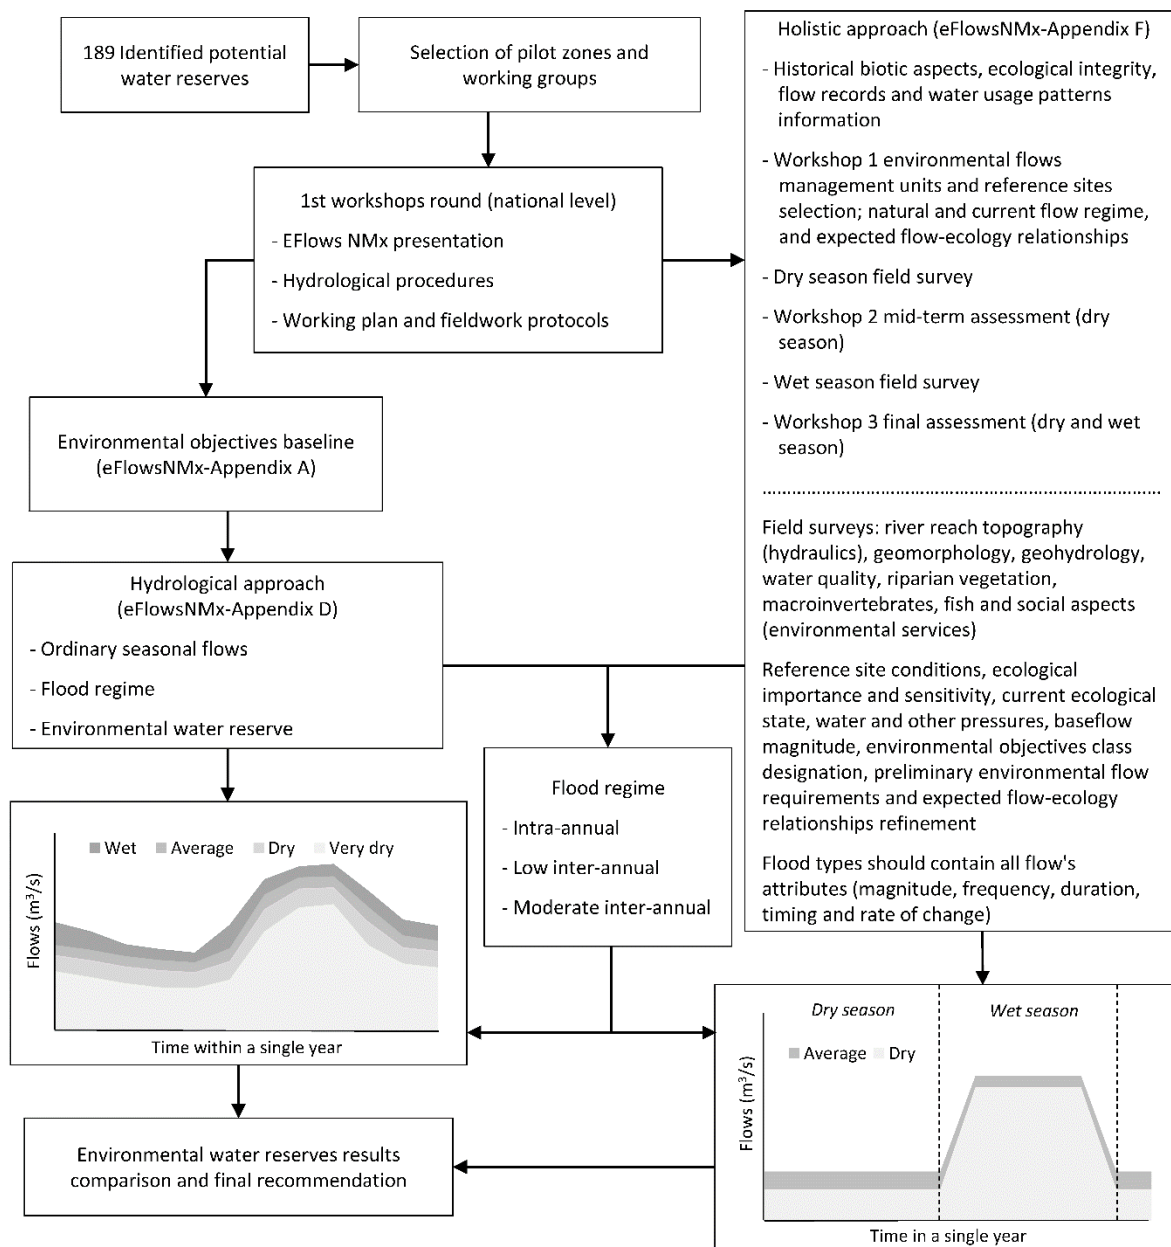 189 Identified potential
water reserves
Selection of pilot zones and
working groups
1st workshops round (national level)
- EFlows NMx presentation
- Hydrological procedures
- Working plan and fieldwork protocols
Holistic approach (eFlowsNMx-Appendix F)
- Historical biotic aspects, ecological integrity,
flow records and water usage patterns
information
- Workshop 1 environmental flows
management units and reference sites
selection; natural and current flow regime,
and expected flow-ecology relationships
- Dry season field survey
- Workshop 2 mid-term assessment (dry
season)
- Wet season field survey
- Workshop 3 final assessment (dry and wet
season)
Field surveys: river reach topography
(hydraulics), geomorphology, geohydrology,
water quality, riparian vegetation,
macroinvertebrates, fish and social aspects
(environmental services)
Reference site conditions, ecological
importance and sensitivity, current ecological
state, water and other pressures, baseflow
magnitude, environmental objectives class
designation, preliminary environmental flow
requirements and expected flow-ecology
relationships refinement
Flood types should contain all flow's
attributes (magnitude, frequency, duration,
timing and rate of change)
Environmental objectives baseline
(eFlowsNMx-Appendix A)
Hydrological approach
(eFlowsNMx-Appendix D)
- Ordinary seasonal flows
- Flood regime
- Environmental water reserve
Flood regime
- Intra-annual
- Low inter-annual
- Moderate inter-annual
Wet Average Dry Very dry
Flows (m³/s)
Time within a single year
Dry season Wet season
Average Dry
Flows (m³/s)
Time in a single year
Environmental water reserves results
comparison and final recommendation